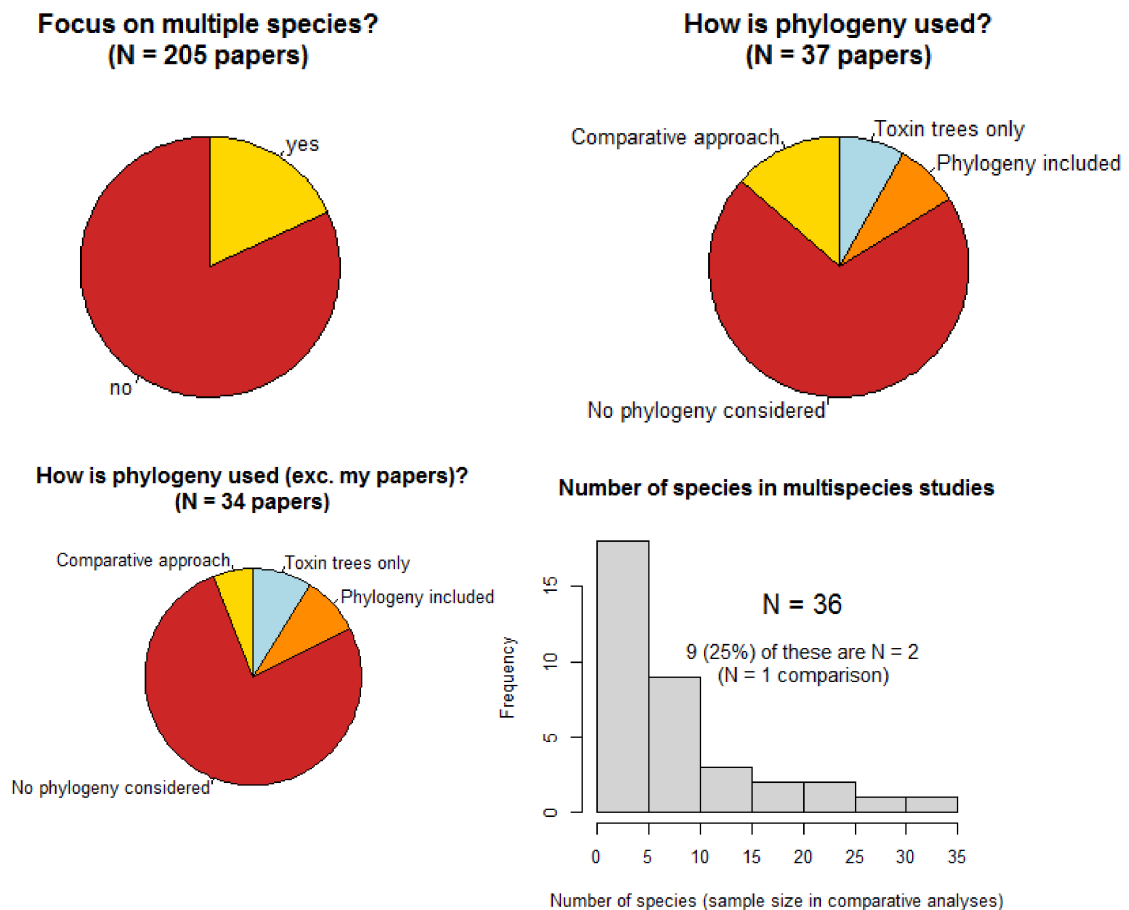 Focus on multiple species?
(N = 205 papers)
yes
no
How is phylogeny used?
(N = 37 papers)
Comparative approach
Toxin trees only
Phylogeny included
No phylogeny considered
How is phylogeny used (exc. my papers)?
(N = 34 papers)
Comparative approach
Toxin trees only
Phylogeny included
No phylogeny considered
Number of species in multispecies studies
N = 36
9 (25%) of these are N = 2
(N = 1 comparison)
Frequency
15
10
5
0
0 5 10 15 20 25 30 35
Number of species (sample size in comparative analyses)